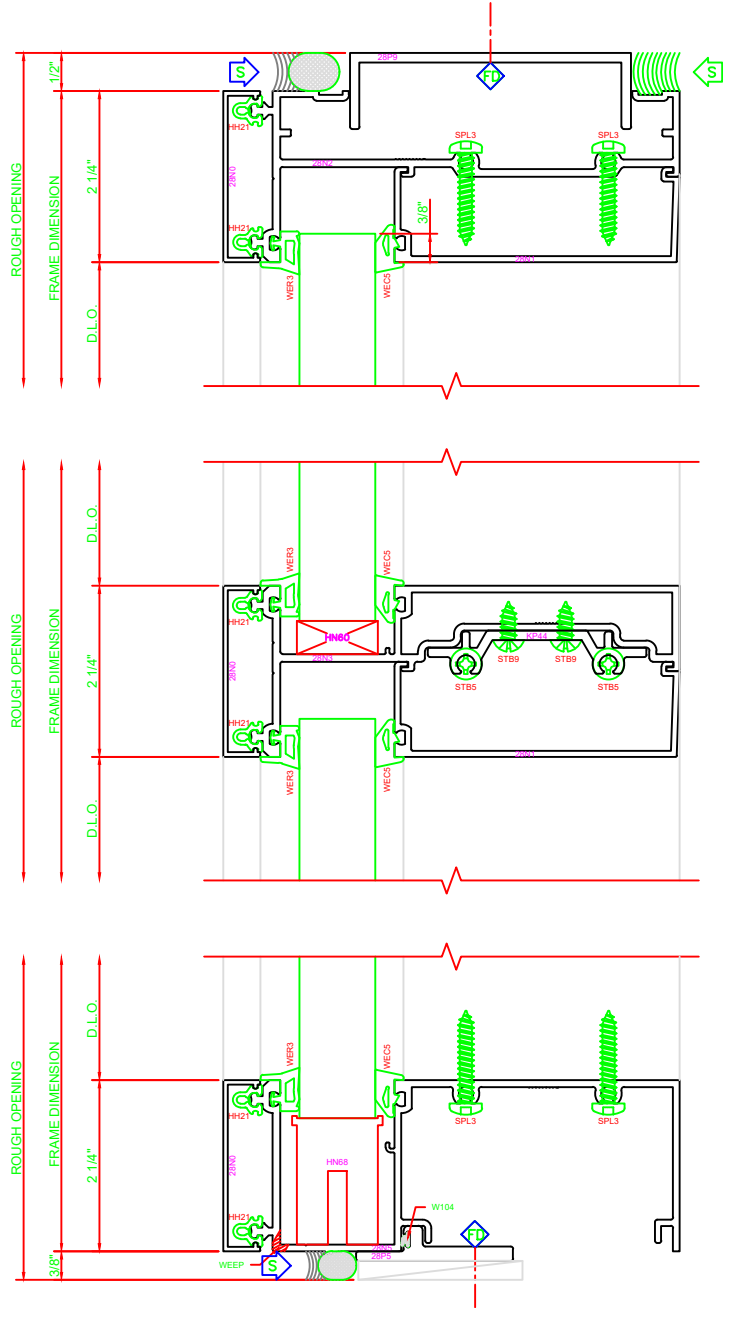 28P9
S
FD
S
1/2"
HH21
SPL3
SPL3
28N0
28N2
2 1/4"
ROUGH OPENING
FRAME DIMENSION
3/8"
HH21
28N1
WER3
WEC5
D.L.O.
D.L.O.
WER3
WEC5
HH21
HN60
KP44
28N3
STB9
STB9
28N0
STB5
STB5
ROUGH OPENING
FRAME DIMENSION
2 1/4"
HH21
28N1
WER3
WEC5
D.L.O.
D.L.O.
WER3
WEC5
HH21
SPL3
SPL3
ROUGH OPENING
FRAME DIMENSION
2 1/4"
28N0
HN68
HH21
W104
FD
28N5
28P5
WEEP
S
3/8"